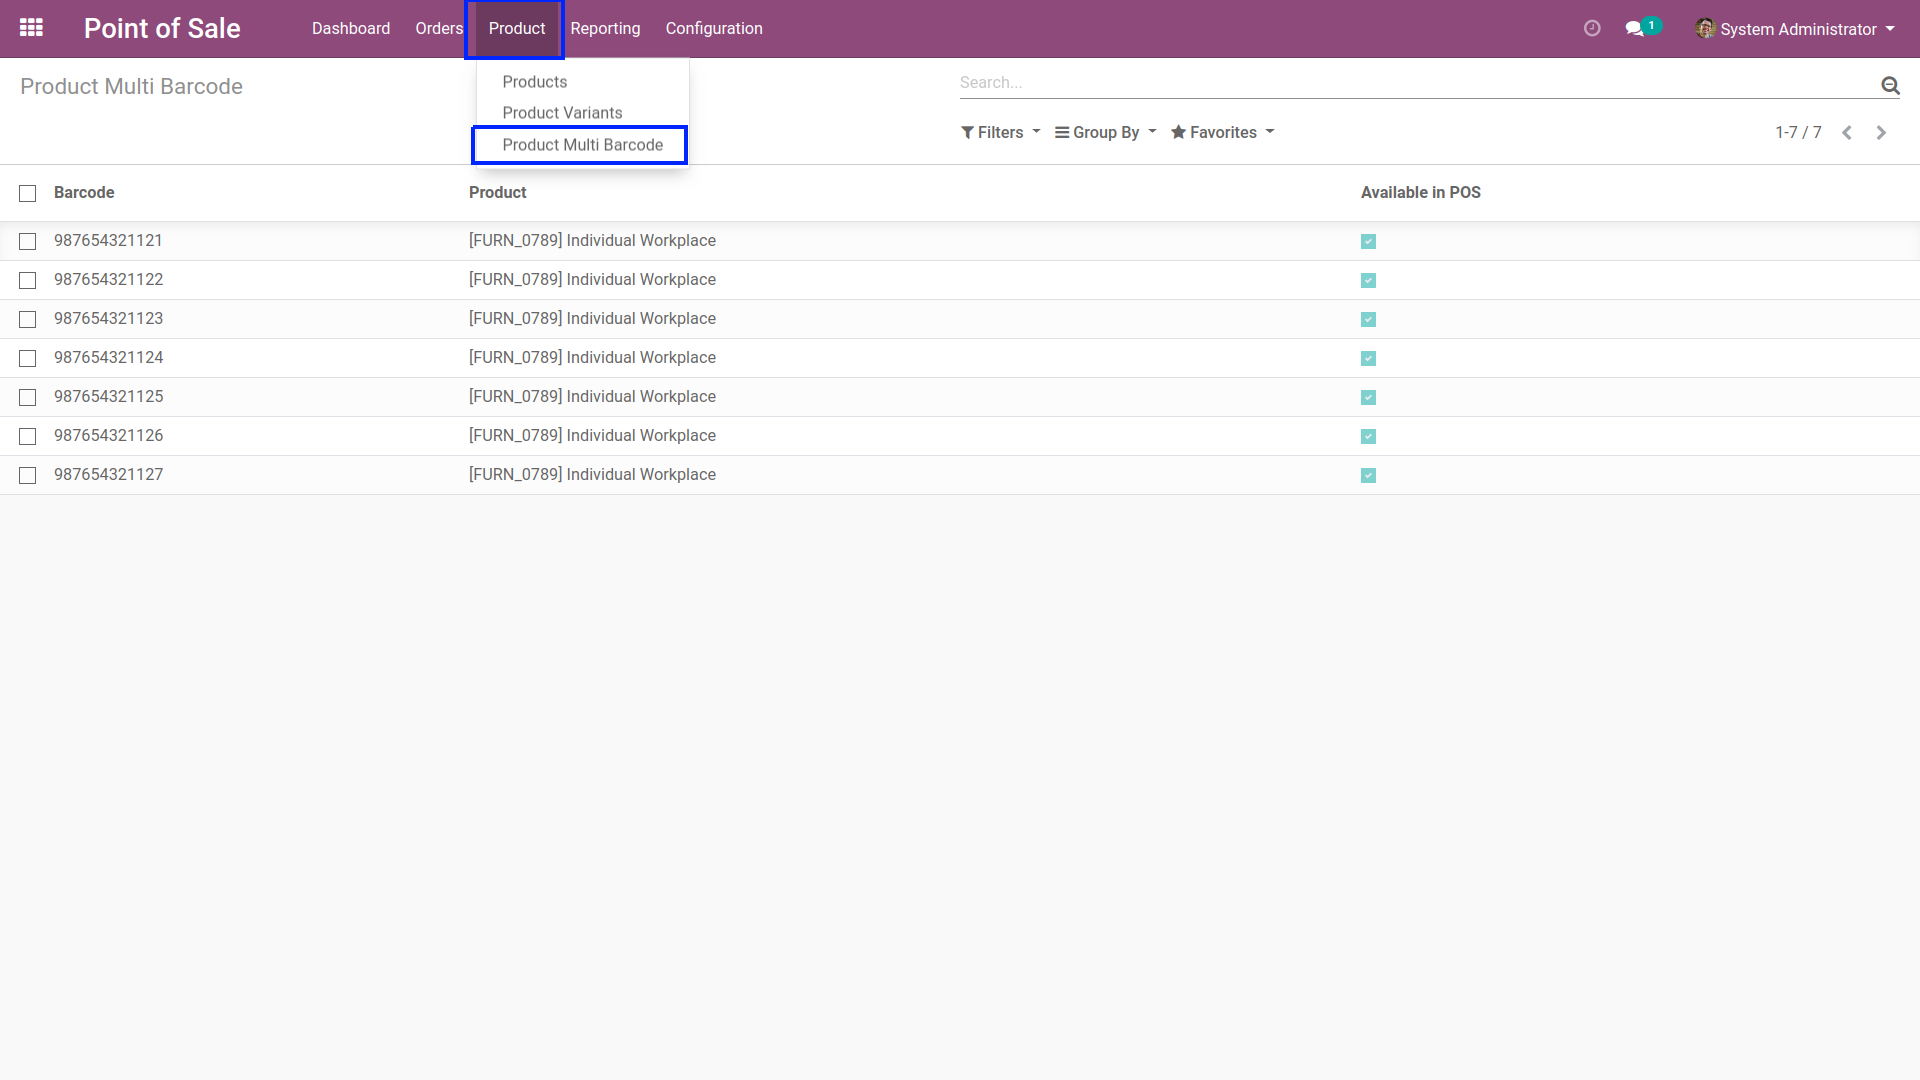 Point of Sale Dashboard Orders Product Reporting Configuration 1 System Administrator
Product Multi Barcode
Products
Product Variants
Product Multi Barcode
Search...
Filters Group By Favorites 1-7 / 7
Barcode Product Available in POS
987654321121 [FURN_0789] Individual Workplace
987654321122 [FURN_0789] Individual Workplace
987654321123 [FURN_0789] Individual Workplace
987654321124 [FURN_0789] Individual Workplace
987654321125 [FURN_0789] Individual Workplace
987654321126 [FURN_0789] Individual Workplace
987654321127 [FURN_0789] Individual Workplace